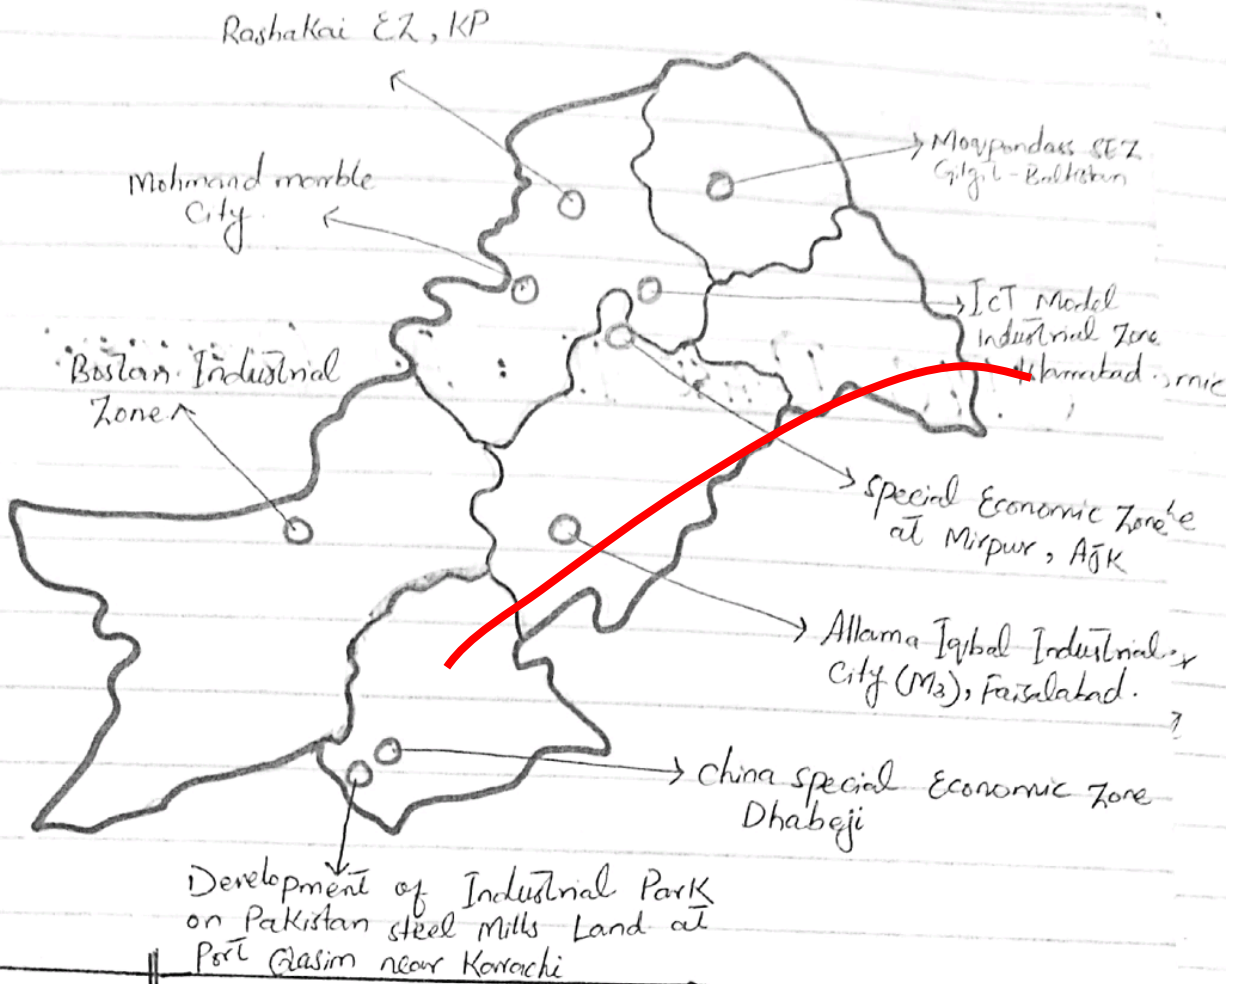 Rashakai EZ, KP
Moqpondass SEZ
Gilgit-Baltistan
Mohmand marble
City
ICT Model
Industrial Zone
Islamabad
Bostan Industrial
Zone
Special Economic Zone
at Mirpur, AJK
Allama Iqbal Industrial
City (M3), Faisalabad.
China Special Economic Zone
Dhabeji
Development of Industrial Park
on Pakistan Steel Mills Land at
Port Qasim near Karachi